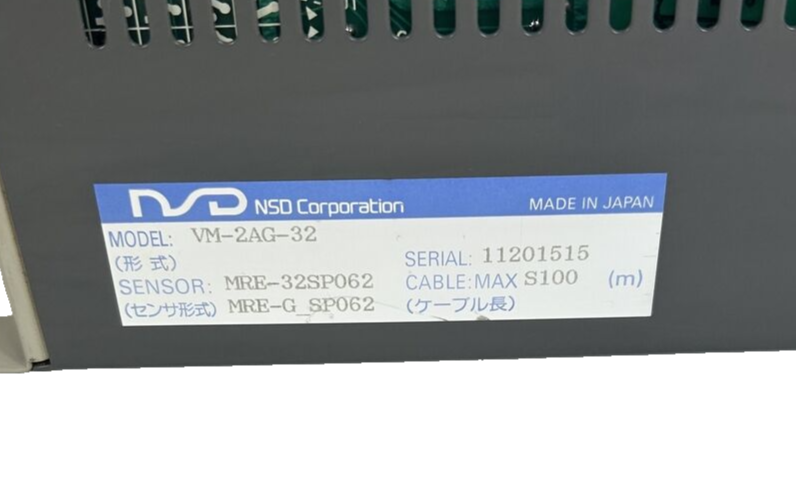 NSD NSD Corporation MADE IN JAPAN
MODEL: VM-2AG-32
(形 式)
SERIAL: 11201515
SENSOR: MRE-32SP062
CABLE:MAX S100 (m)
(センサ形式) MRE-G_SP062
(ケーブル長)